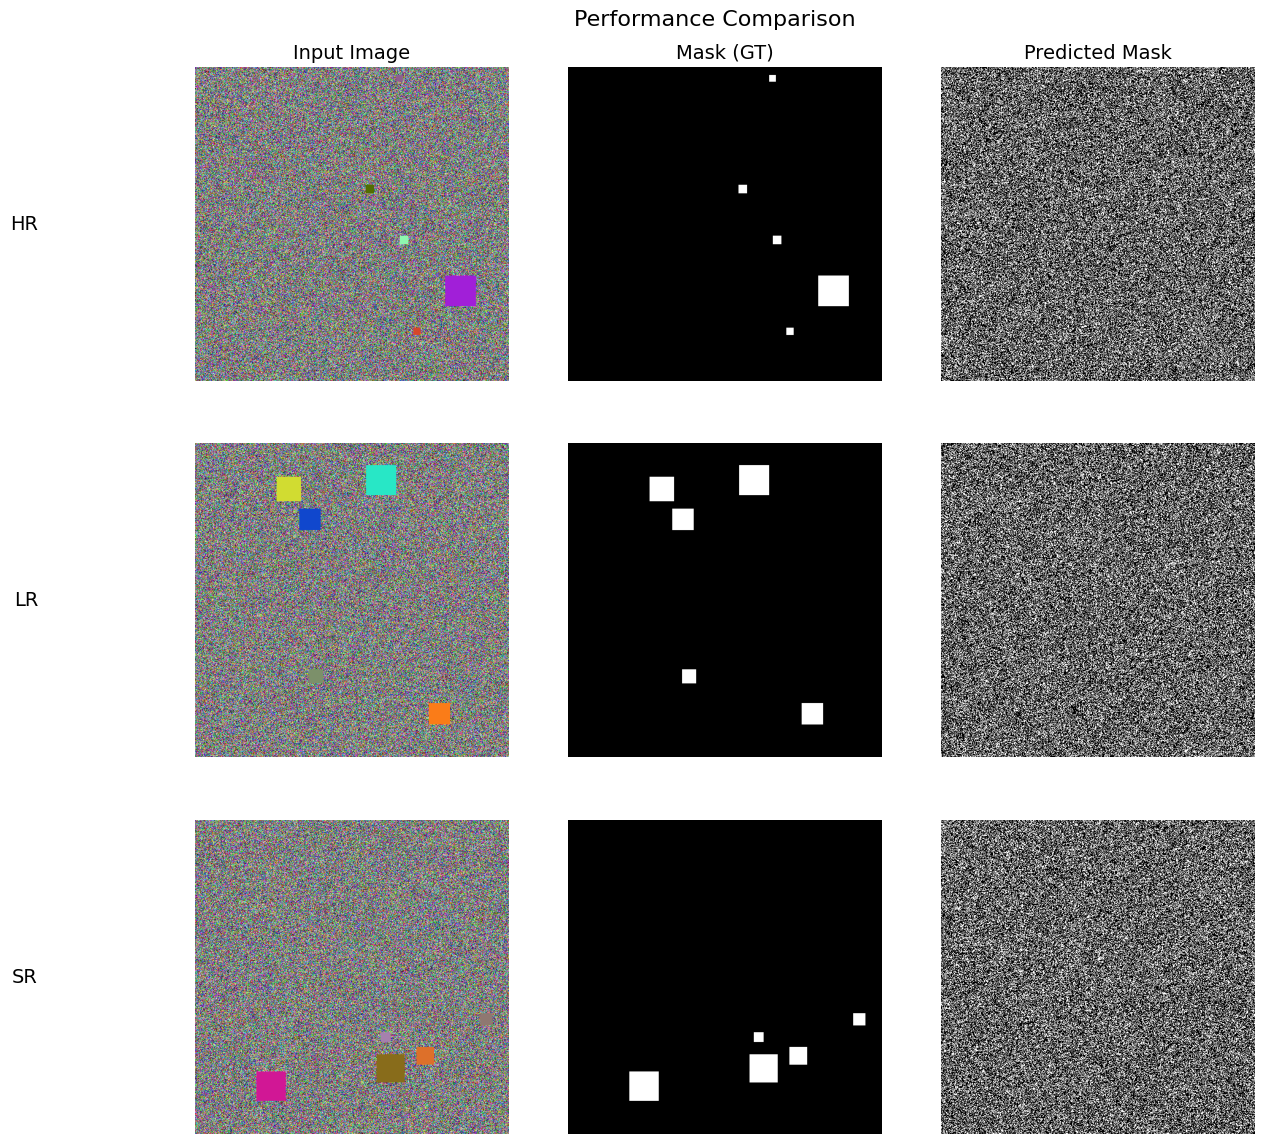 Performance Comparison
Input Image
Mask (GT)
Predicted Mask
HR
LR
SR